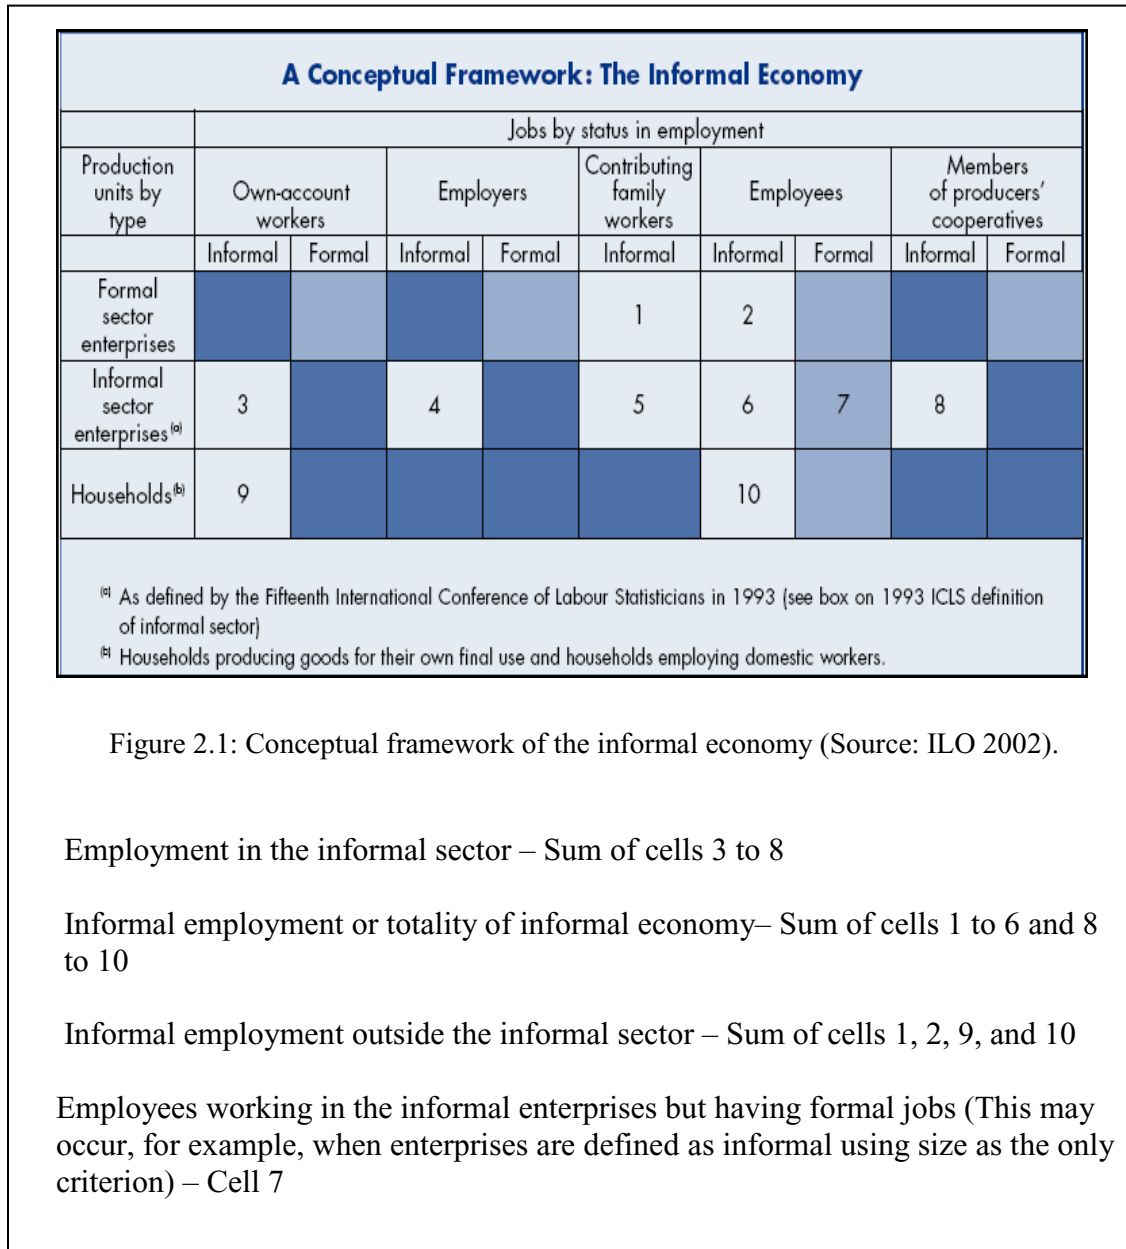 A Conceptual Framework: The Informal Economy
Jobs by status in employment
Production units by type
Own-account workers
Employers
Contributing family workers
Employees
Members of producers' cooperatives
Informal Formal Informal Formal Informal Informal Formal Informal Formal
Formal sector enterprises 1 2
Informal sector enterprises (a) 3 4 5 6 7 8
Households (b) 9 10
(a) As defined by the Fifteenth International Conference of Labour Statisticians in 1993 (see box on 1993 ICLS definition
of informal sector)
(b) Households producing goods for their own final use and households employing domestic workers.
Figure 2.1: Conceptual framework of the informal economy (Source: ILO 2002).
Employment in the informal sector – Sum of cells 3 to 8
Informal employment or totality of informal economy– Sum of cells 1 to 6 and 8
to 10
Informal employment outside the informal sector – Sum of cells 1, 2, 9, and 10
Employees working in the informal enterprises but having formal jobs (This may
occur, for example, when enterprises are defined as informal using size as the only
criterion) – Cell 7